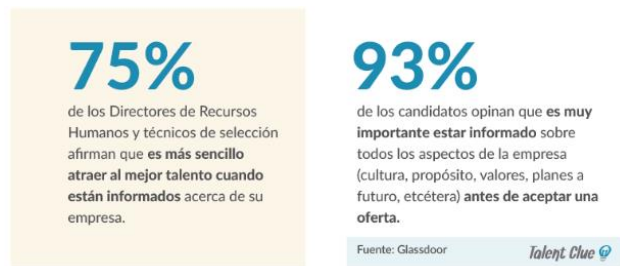 75%
de los Directores de Recursos
Humanos y técnicos de selección
afirman que es más sencillo
atraer al mejor talento cuando
están informados acerca de su
empresa.
93%
de los candidatos opinan que es muy
importante estar informado sobre
todos los aspectos de la empresa
(cultura, propósito, valores, planes a
futuro, etcétera) antes de aceptar una
oferta.
Fuente: Glassdoor
Talent Clue